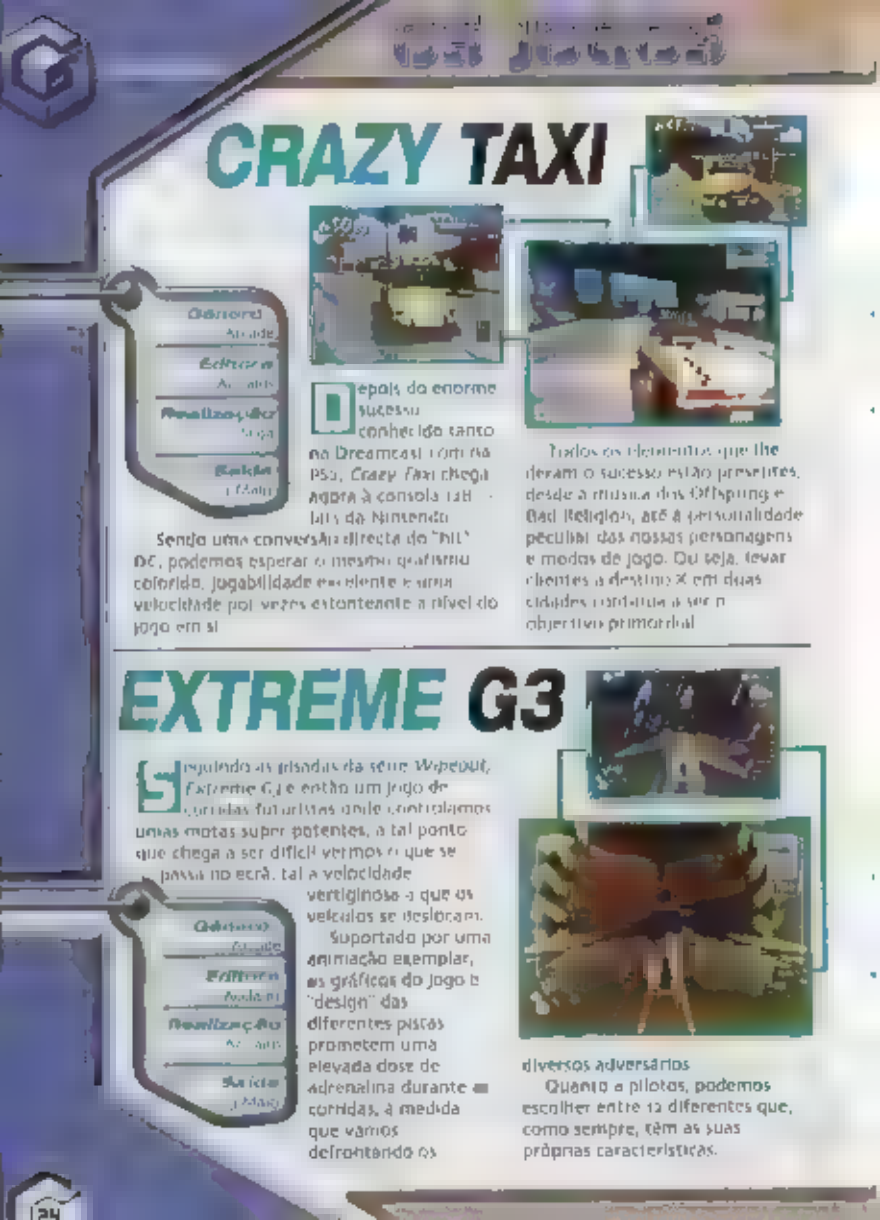 CRAZY TAXI
Género
Arcade
Editora
Realização
Saída
Depois do enorme
sucesso
conhecido tanto
na Dreamcast com na
PS2, Crazy Taxi chega
agora à consola 128
bits da Nintendo
Sendo uma conversão directa do "hit"
DC, podemos esperar o mesmo grafismo
colorido, jogabilidade excelente e uma
velocidade por vezes estonteante a nível do
jogo em si
Todos os elementos que lhe
deram o sucesso estão presentes,
desde a música dos Offspring e
Bad Religion, até à personalidade
peculiar das nossas personagens
e modos de jogo. Ou seja, levar
clientes a destino X em duas
cidades continua a ser o
objectivo primordial
EXTREME G3
Seguindo as pisadas da série Wipeout,
Extreme G3 é então um jogo de
corridas futuristas onde controlamos
umas motas super potentes, a tal ponto
que chega a ser difícil vermos o que se
passa no ecrã, tal a velocidade
vertiginosa a que os
veículos se deslocam.
Suportado por uma
animação exemplar,
os gráficos do jogo e
"design" das
diferentes pistas
prometem uma
elevada dose de
adrenalina durante as
corridas, à medida
que vamos
defrontando os
Género
Arcade
Editora
Realização
Saída
diversos adversários
Quanto a pilotos, podemos
escolher entre 12 diferentes que,
como sempre, têm as suas
próprias características.
124